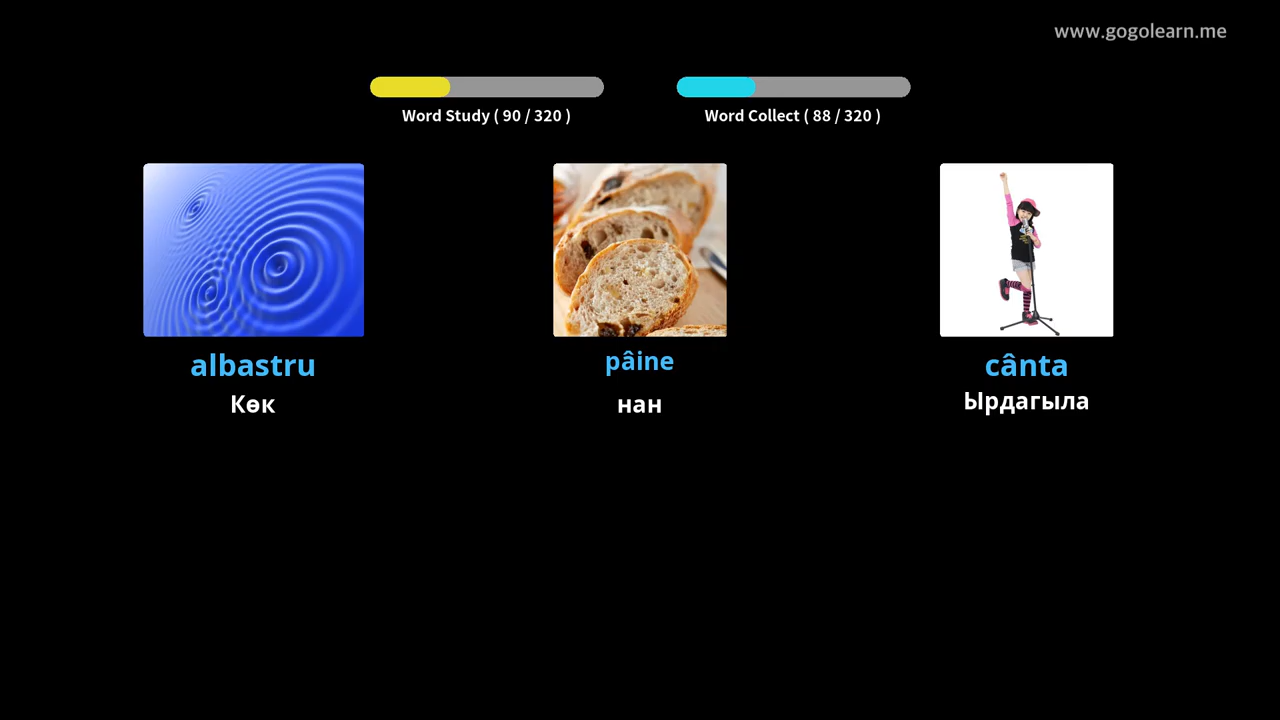 www.gogolearn.me
Word Study ( 90 / 320 )
Word Collect ( 88 / 320 )
albastru
Көк
pâine
нан
cânta
Ырдагыла